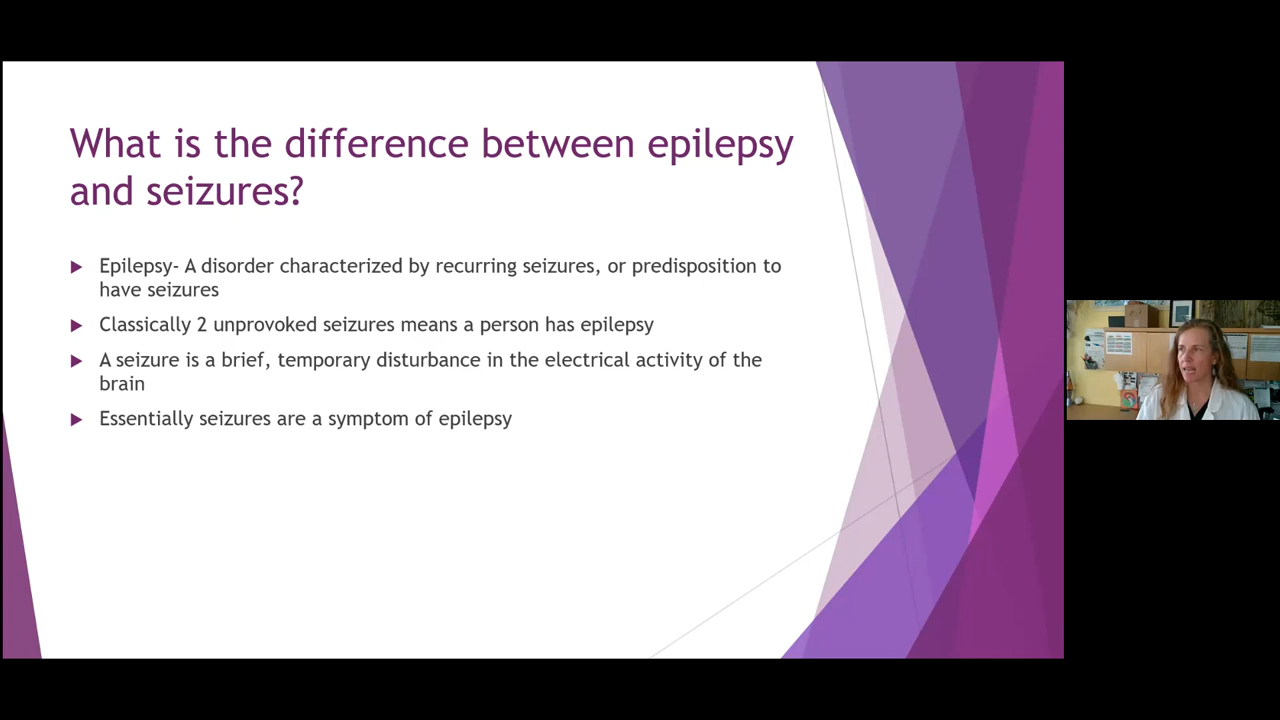 What is the difference between epilepsy
and seizures?
Epilepsy- A disorder characterized by recurring seizures, or predisposition to
have seizures
Classically 2 unprovoked seizures means a person has epilepsy
A seizure is a brief, temporary disturbance in the electrical activity of the
brain
Essentially seizures are a symptom of epilepsy